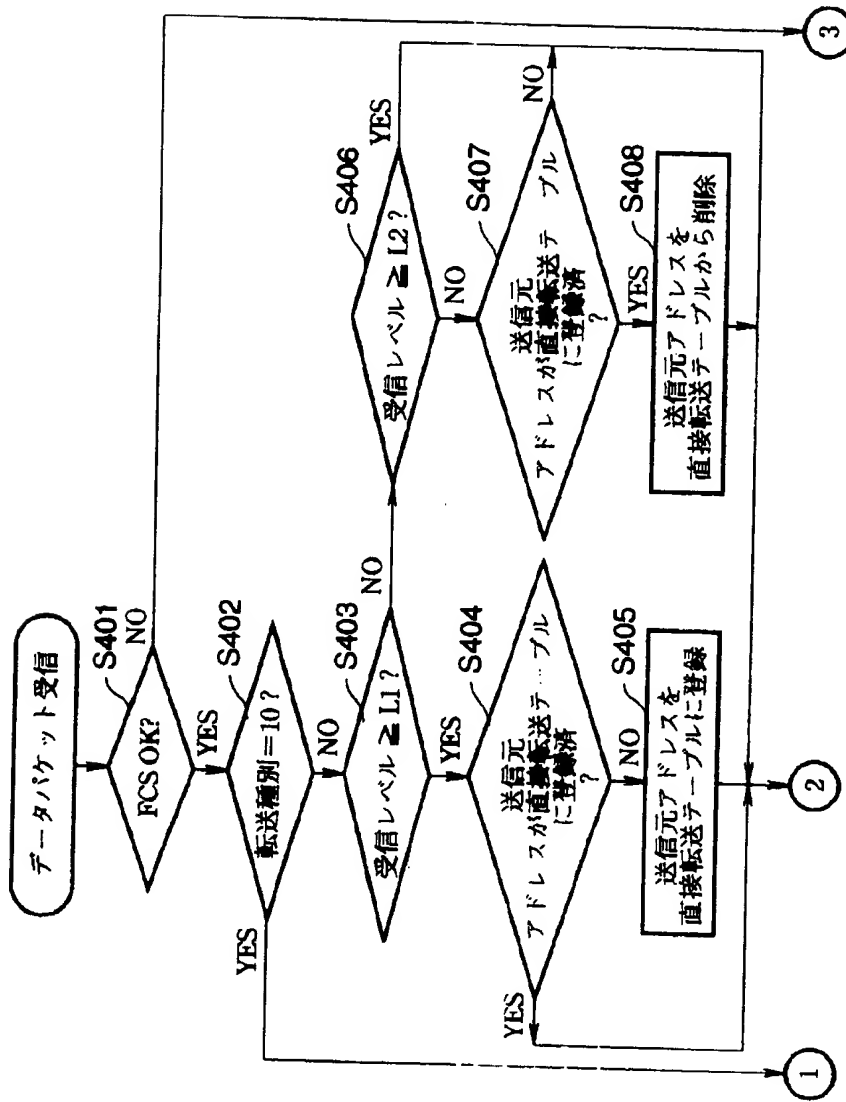 データパケット受信
S401
FCS OK?
NO
YES
S402
転送種別=10?
YES
NO
S403
受信レベル ≧ L1?
NO
YES
S404
送信元
アドレスが直接転送テ…ブル
に登録済
?
YES
NO
S405
送信元アドレスを
直接転送テーブルに登録
S406
受信レベル ≧ L2?
YES
NO
S407
送信元
アドレスが直接転送テ ブル
に登録済
?
NO
YES
S408
送信元アドレスを
直接転送テーブルから削除
1
2
3